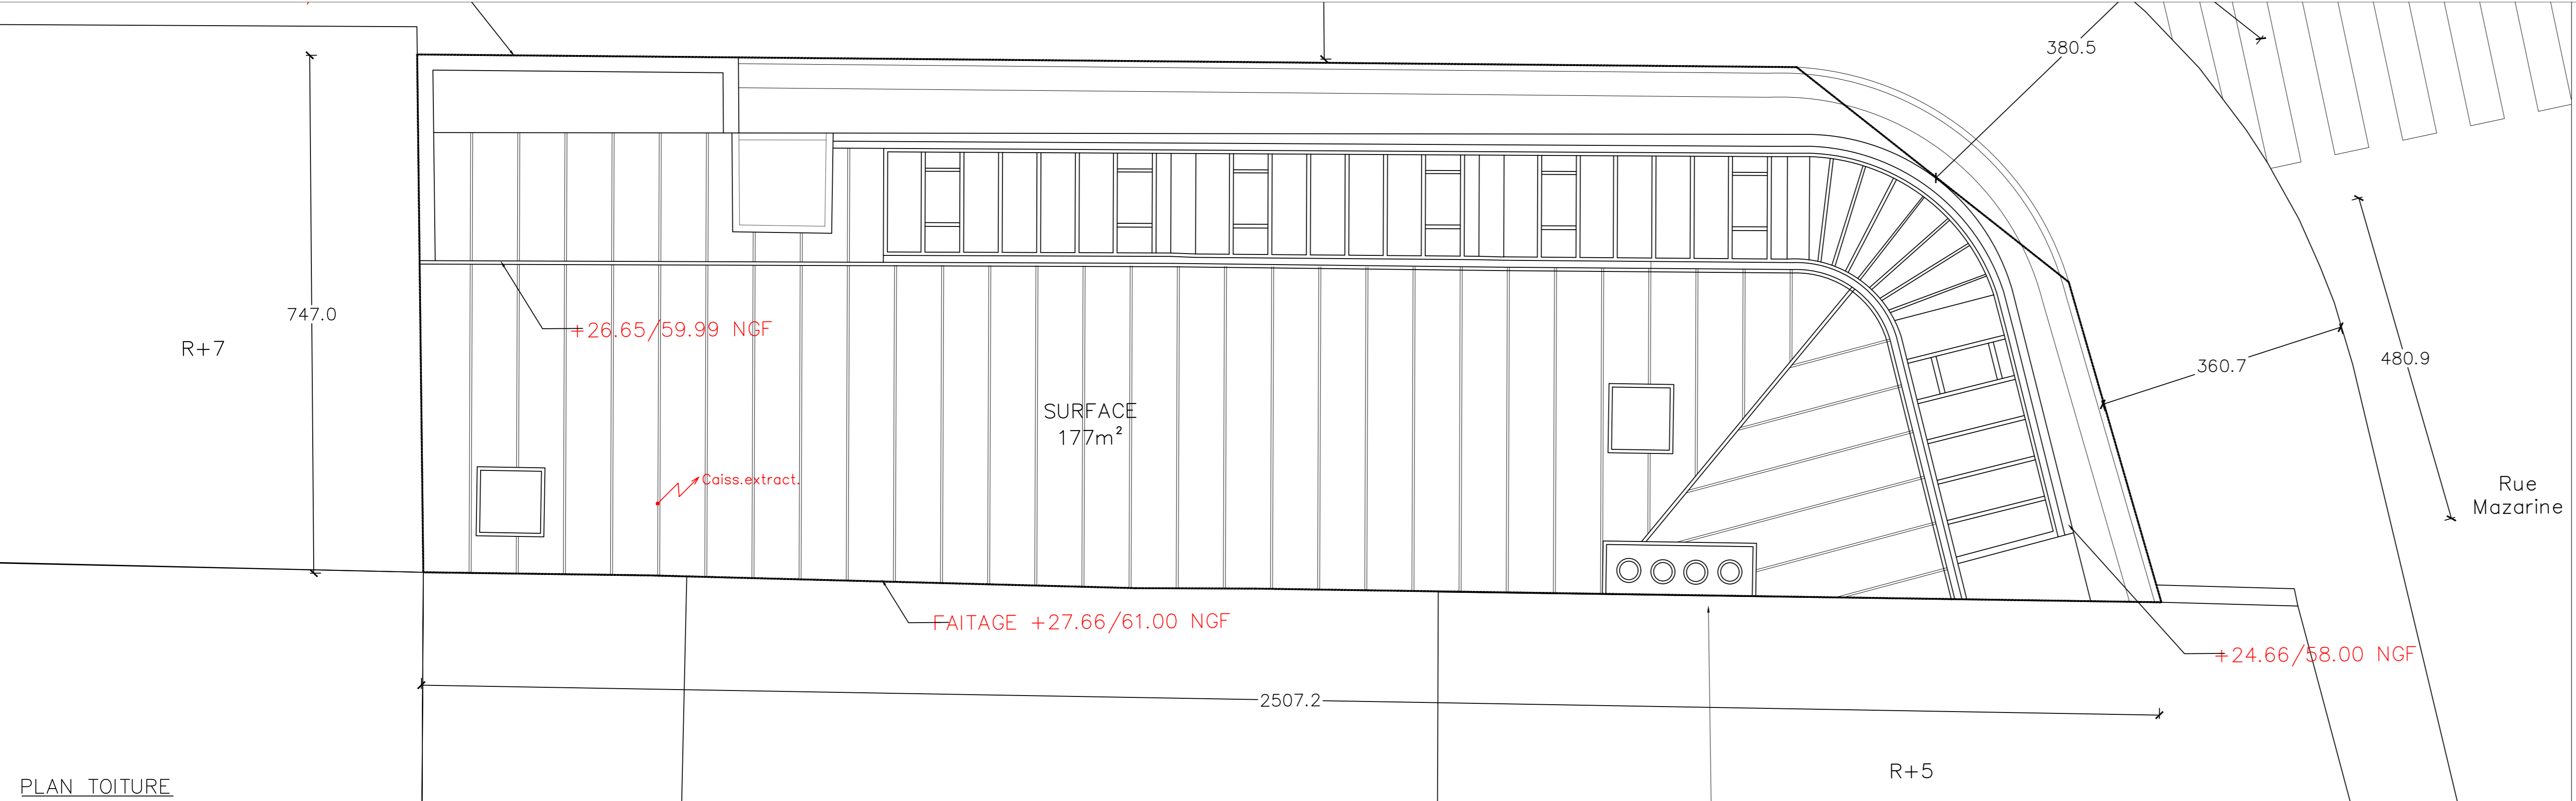 380.5
747.0
+26.65/59.99 NGF
R+7
360.7
480.9
SURFACE
177m²
Caiss.extract.
Rue
Mazarine
FAITAGE +27.66/61.00 NGF
+24.66/58.00 NGF
2507.2
R+5
PLAN TOITURE